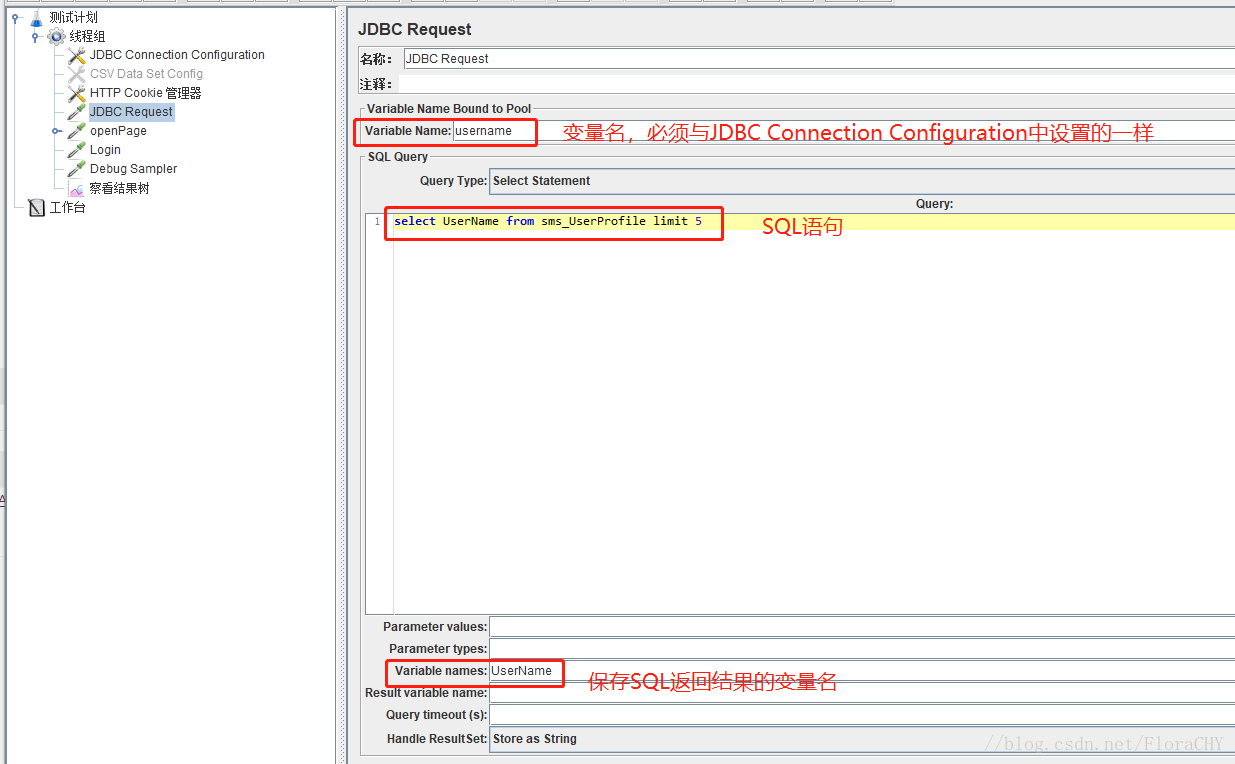 测试计划
线程组
JDBC Connection Configuration
CSV Data Set Config
HTTP Cookie 管理器
JDBC Request
openPage
Login
Debug Sampler
察看结果树
工作台
JDBC Request
名称： JDBC Request
注释：
Variable Name Bound to Pool
Variable Name: username 变量名，必须与JDBC Connection Configuration中设置的一样
SQL Query
Query Type: Select Statement
Query:
1 select UserName from sms_UserProfile limit 5 SQL语句
Parameter values:
Parameter types:
Variable names: UserName 保存SQL返回结果的变量名
Result variable name:
Query timeout (s):
Handle ResultSet: Store as String
//blog.csdn.net/FloraCHY